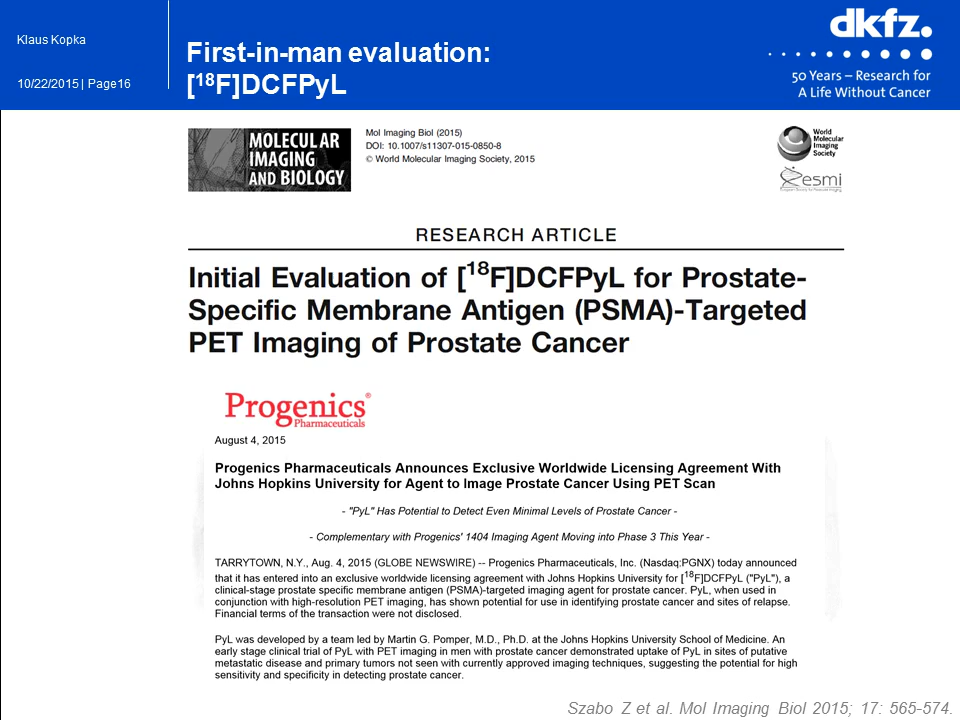 Klaus Kopka
10/22/2015 | Page16
First-in-man evaluation:
[18F]DCFPyL
dkfz.
50 Years – Research for
A Life Without Cancer
MOLECULAR
IMAGING
AND BIOLOGY
Mol Imaging Biol (2015)
DOI: 10.1007/s11307-015-0850-8
© World Molecular Imaging Society, 2015
World
Molecular
Imaging
Society
esmi
RESEARCH ARTICLE
Initial Evaluation of [18F]DCFPyL for Prostate-
Specific Membrane Antigen (PSMA)-Targeted
PET Imaging of Prostate Cancer
Progenics®
Pharmaceuticals
August 4, 2015
Progenics Pharmaceuticals Announces Exclusive Worldwide Licensing Agreement With
Johns Hopkins University for Agent to Image Prostate Cancer Using PET Scan
- "PyL" Has Potential to Detect Even Minimal Levels of Prostate Cancer -
- Complementary with Progenics' 1404 Imaging Agent Moving into Phase 3 This Year -
TARRYTOWN, N.Y., Aug. 4, 2015 (GLOBE NEWSWIRE) -- Progenics Pharmaceuticals, Inc. (Nasdaq:PGNX) today announced
that it has entered into an exclusive worldwide licensing agreement with Johns Hopkins University for [18F]DCFPyL ("PyL"), a
clinical-stage prostate specific membrane antigen (PSMA)-targeted imaging agent for prostate cancer. PyL, when used in
conjunction with high-resolution PET imaging, has shown potential for use in identifying prostate cancer and sites of relapse.
Financial terms of the transaction were not disclosed.
PyL was developed by a team led by Martin G. Pomper, M.D., Ph.D. at the Johns Hopkins University School of Medicine. An
early stage clinical trial of PyL with PET imaging in men with prostate cancer demonstrated uptake of PyL in sites of putative
metastatic disease and primary tumors not seen with currently approved imaging techniques, suggesting the potential for high
sensitivity and specificity in detecting prostate cancer.
Szabo Z et al. Mol Imaging Biol 2015; 17: 565-574.